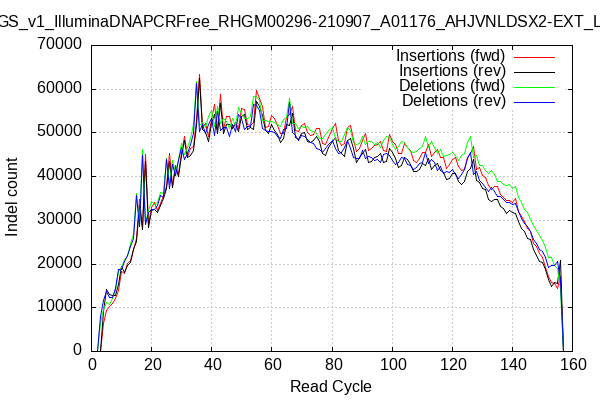 GS_v1_IlluminaDNAPCRFree_RHGM00296-210907_A01176_AHJVNLDSX2-EXT_L
70000
60000
50000
40000
30000
20000
10000
0
Indel count
Insertions (fwd)
Insertions (rev)
Deletions (fwd)
Deletions (rev)
0 20 40 60 80 100 120 140 160
Read Cycle